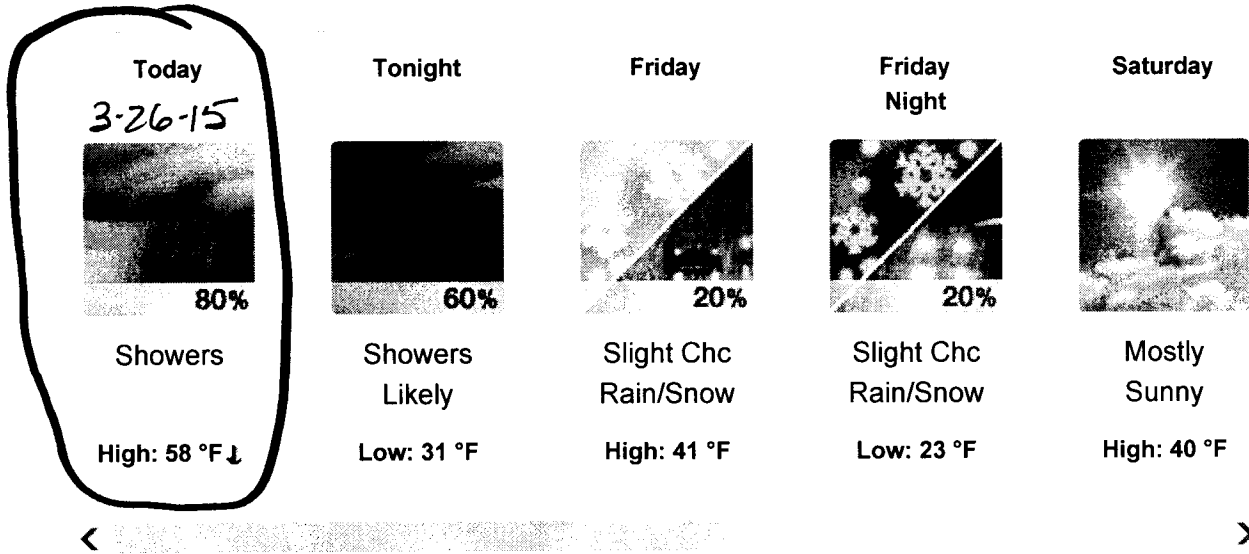 Today
3-26-15
80%
Showers
High: 58 °F
Tonight
60%
Showers
Likely
Low: 31 °F
Friday
20%
Slight Chc
Rain/Snow
High: 41 °F
Friday
Night
20%
Slight Chc
Rain/Snow
Low: 23 °F
Saturday
Mostly
Sunny
High: 40 °F